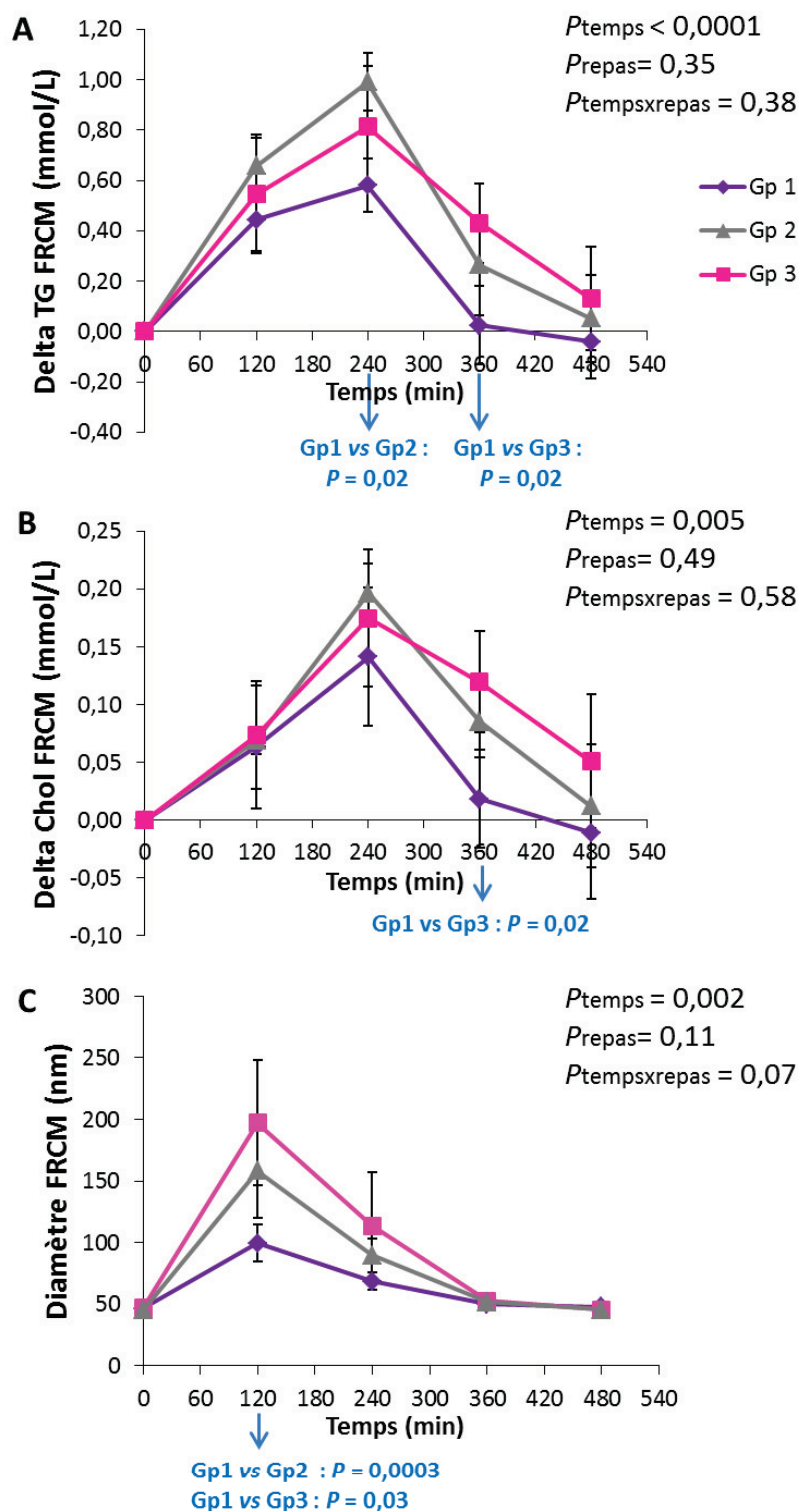 A
Ptemps < 0,0001
Prepas= 0,35
Ptempsxrepas = 0,38
Delta TG FRCM (mmol/L)
1,20
1,00
0,80
0,60
0,40
0,20
0,00
-0,20
-0,40
0 60 120 180 240 300 360 420 480 540
Temps (min)
Gp 1
Gp 2
Gp 3
Gp1 vs Gp2 :
P = 0,02
Gp1 vs Gp3 :
P = 0,02
B
Ptemps = 0,005
Prepas= 0,49
Ptempsxrepas = 0,58
Delta Chol FRCM (mmol/L)
0,25
0,20
0,15
0,10
0,05
0,00
-0,05
-0,10
0 60 120 180 240 300 360 420 480 540
Temps (min)
Gp1 vs Gp3 : P = 0,02
C
Ptemps = 0,002
Prepas= 0,11
Ptempsxrepas = 0,07
Diamètre FRCM (nm)
300
250
200
150
100
50
0
0 60 120 180 240 300 360 420 480 540
Temps (min)
Gp1 vs Gp2 : P = 0,0003
Gp1 vs Gp3 : P = 0,03